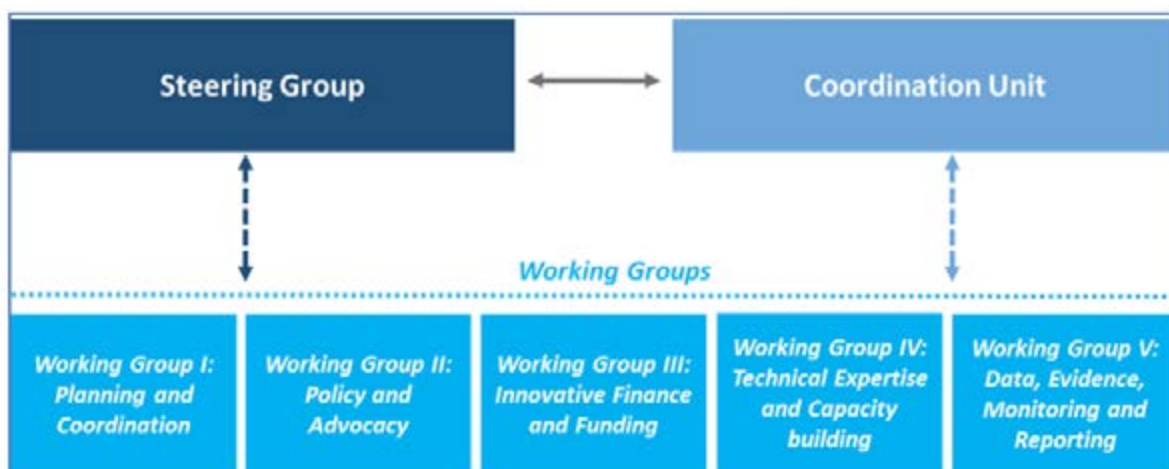 Steering Group
Coordination Unit
Working Groups
Working Group I:
Planning and
Coordination
Working Group II:
Policy and
Advocacy
Working Group III:
Innovative Finance
and Funding
Working Group IV:
Technical Expertise
and Capacity
building
Working Group V:
Data, Evidence,
Monitoring and
Reporting